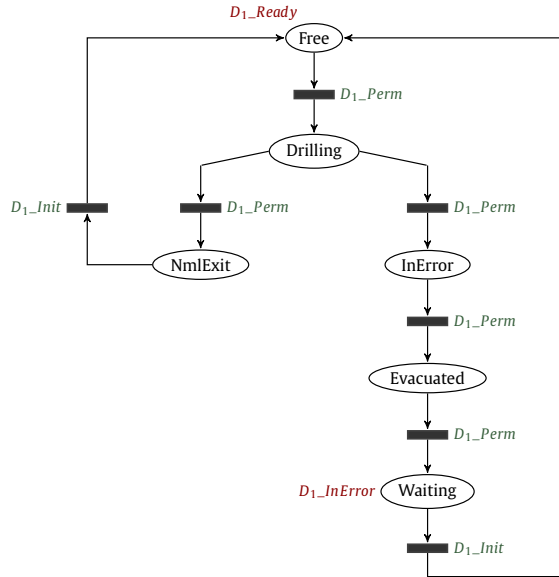 D₁_Ready
Free
D₁_Perm
Drilling
D₁_Init
D₁_Perm
D₁_Perm
NmlExit
InError
D₁_Perm
Evacuated
D₁_Perm
D₁_InError
Waiting
D₁_Init